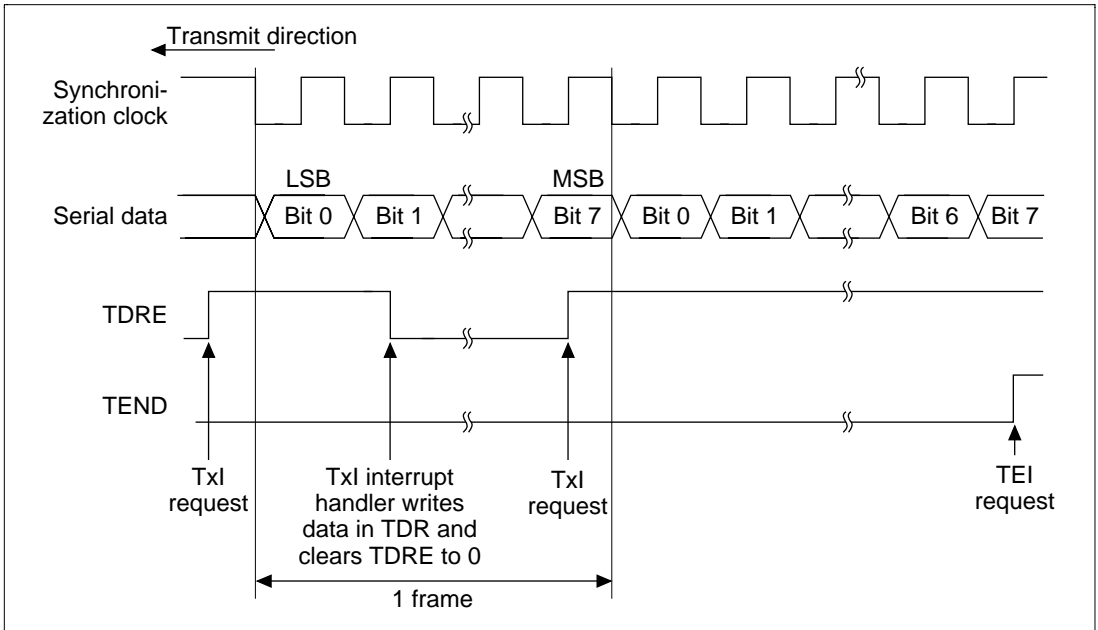 Transmit direction
Synchroni-
zation clock
LSB
MSB
Serial data
Bit 0
Bit 1
Bit 7
Bit 0
Bit 1
Bit 6
Bit 7
TDRE
TEND
TxI
request
TxI interrupt
handler writes
data in TDR and
clears TDRE to 0
TxI
request
TEI
request
1 frame